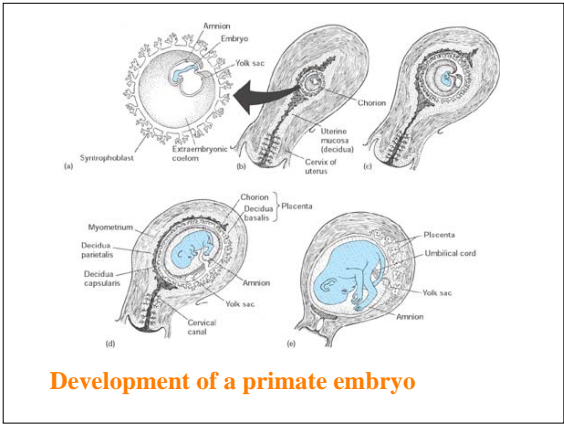 Amnion
Embryo
Yolk sac
Chorion
Uterine
mucosa
(decidua)
Cervix of
uterus
Extraembryonic
coelom
Syntrophoblast
(a)
(b)
(c)
Chorion
Decidua
basalis
Placenta
Myometrium
Decidua
parietalis
Decidua
capsularis
Amnion
Yolk sac
Cervical
canal
(d)
Placenta
Umbilical cord
Yolk sac
Amnion
(e)
Development of a primate embryo